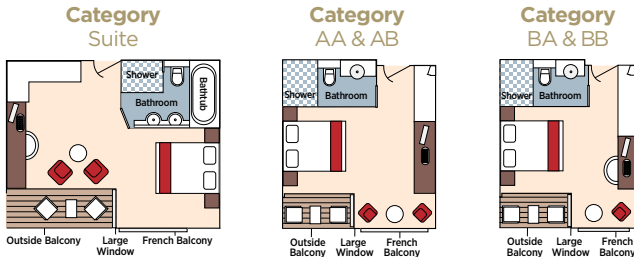 Category
Suite
Shower
Bathroom
Bathtub
Outside Balcony
Large
Window
French Balcony
Category
AA & AB
Shower
Bathroom
Outside
Balcony
Large
Window
French
Balcony
Category
BA & BB
Shower
Bathroom
Outside
Balcony
Large
Window
French
Balcony